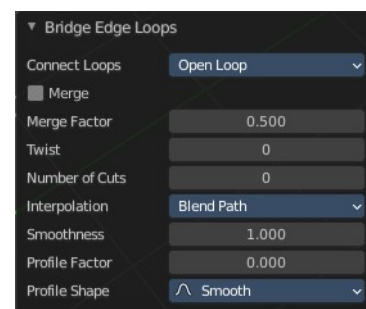 Bridge Edge Loops
Connect Loops Open Loop
Merge
Merge Factor 0.500
Twist 0
Number of Cuts 0
Interpolation Blend Path
Smoothness 1.000
Profile Factor 0.000
Profile Shape Smooth